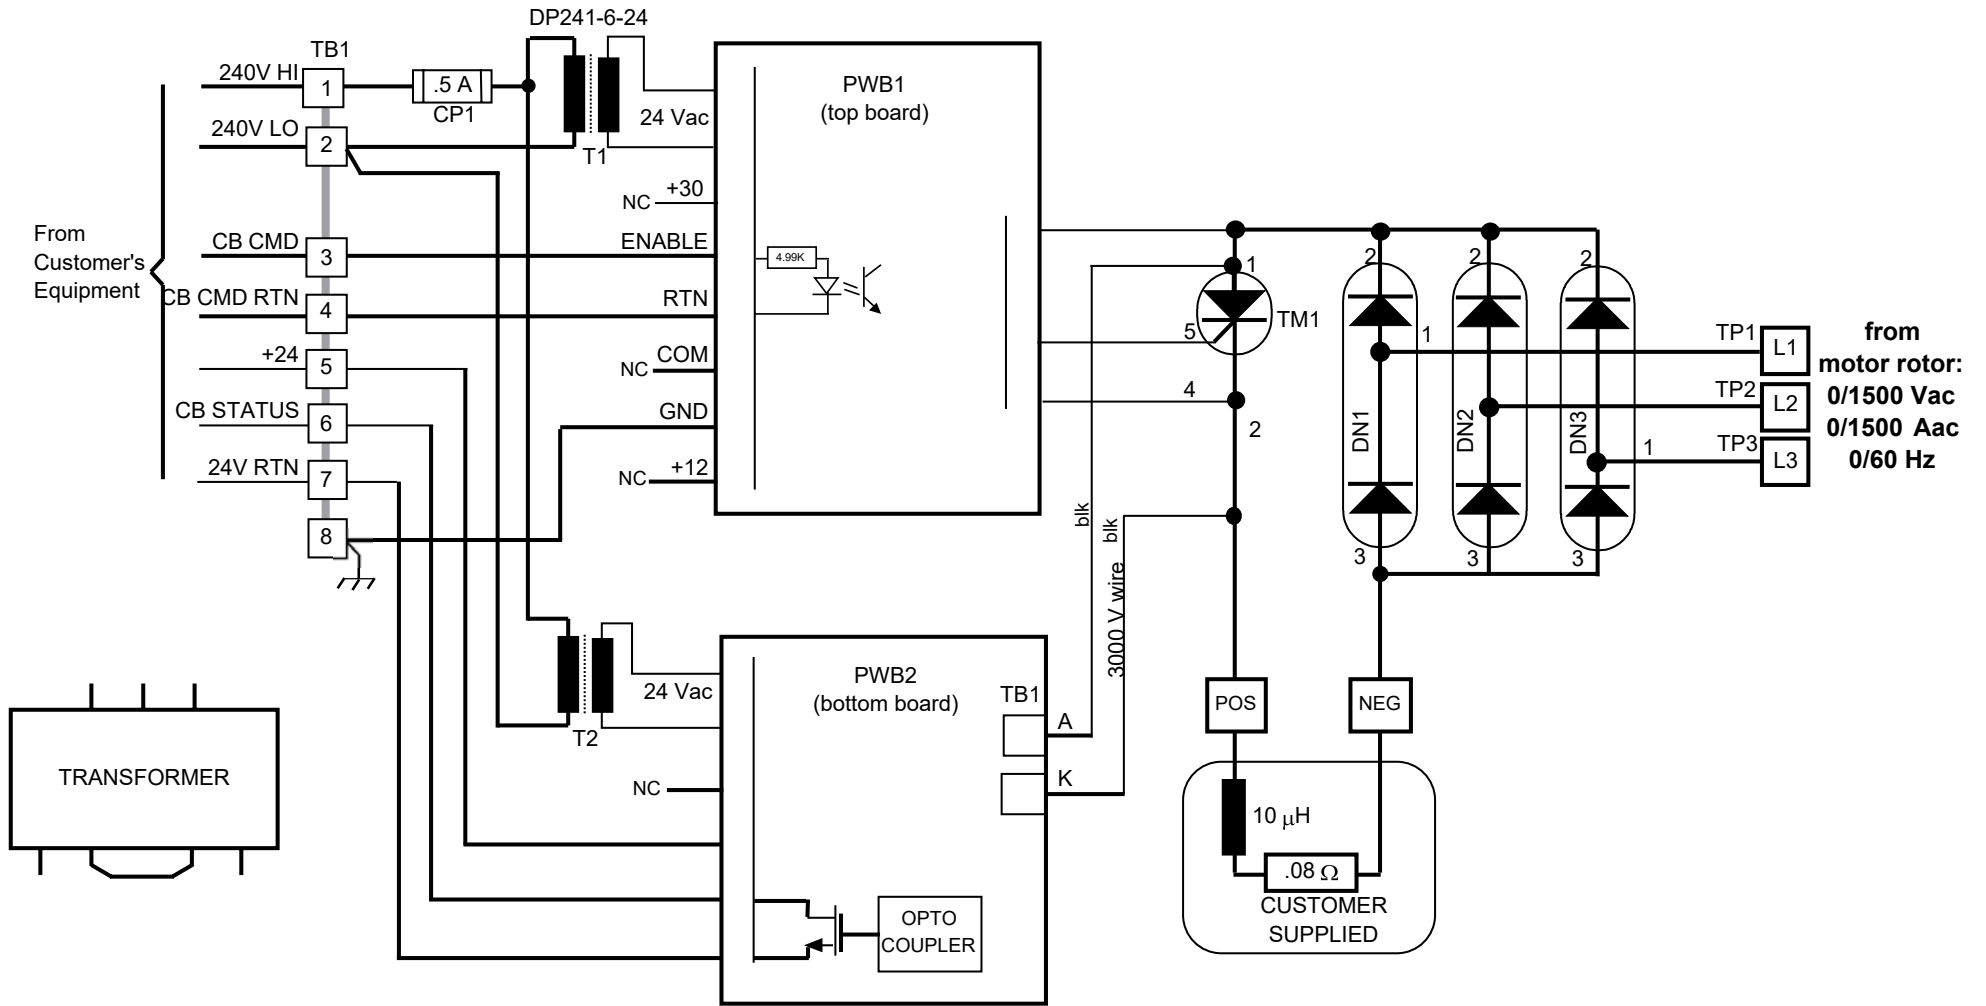 DP241-6-24
TB1
240V HI
1
.5 A
CP1
240V LO
2
T1
24 Vac
PWB1
(top board)
NC
+30
From
Customer's
Equipment
CB CMD
3
ENABLE
4.99K
CB CMD RTN
4
RTN
+24
5
NC
COM
CB STATUS
6
GND
24V RTN
7
NC
+12
8
1
5
TM1
4
2
2
2
2
1
DN1
DN2
DN3
1
3
3
3
TP1
L1
TP2
L2
TP3
L3
from
motor rotor:
0/1500 Vac
0/1500 Aac
0/60 Hz
blk
blk
3000 V wire
T2
24 Vac
PWB2
(bottom board)
TB1
A
K
NC
OPTO
COUPLER
POS
NEG
10 μH
.08 Ω
CUSTOMER
SUPPLIED
TRANSFORMER